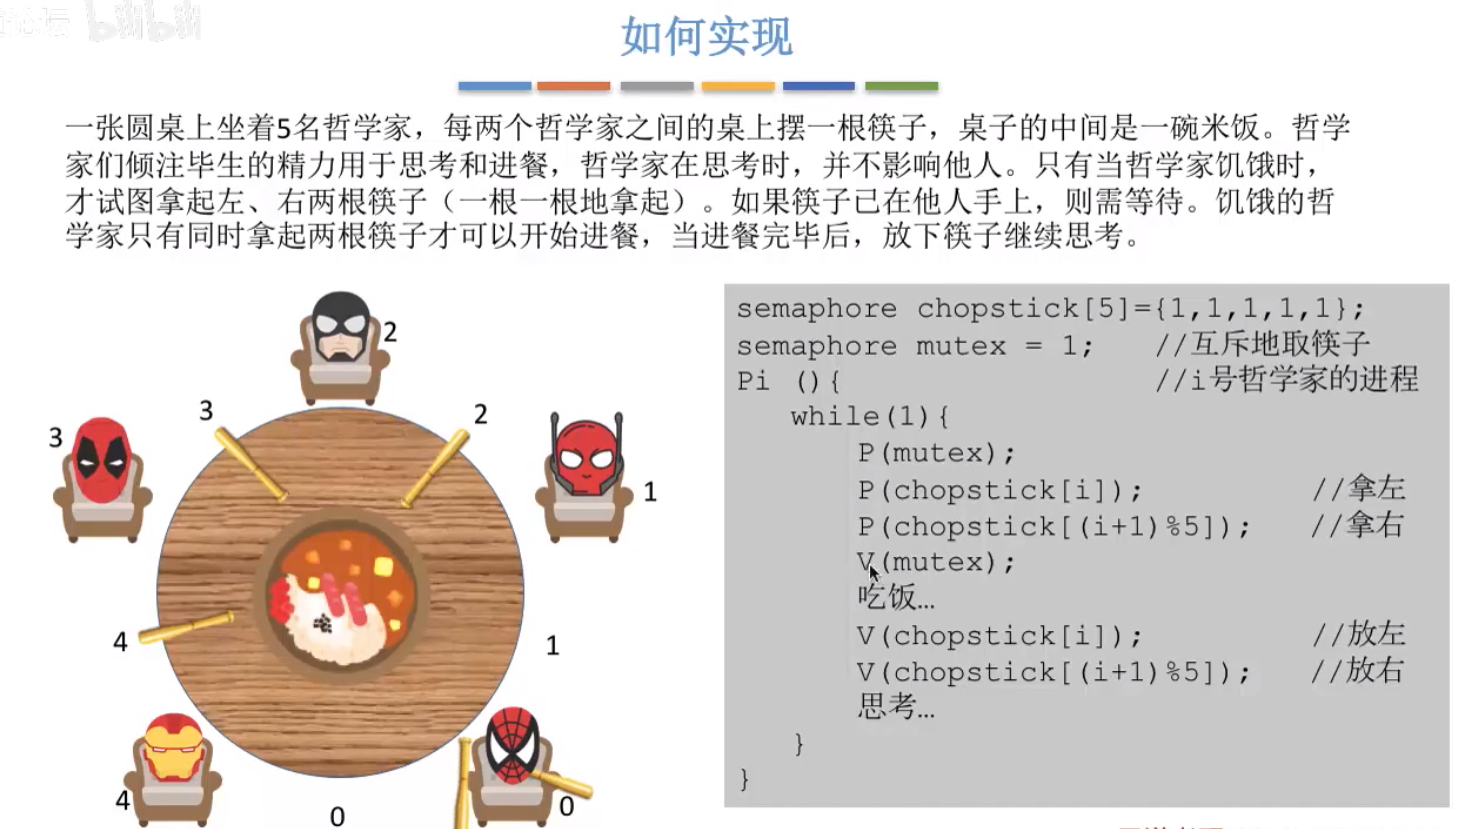 bilibili
如何实现
一张圆桌上坐着5名哲学家，每两个哲学家之间的桌上摆一根筷子，桌子的中间是一碗米饭。哲学
家们倾注毕生的精力用于思考和进餐，哲学家在思考时，并不影响他人。只有当哲学家饥饿时，
才试图拿起左、右两根筷子（一根一根地拿起）。如果筷子已在他人手上，则需等待。饥饿的哲
学家只有同时拿起两根筷子才可以开始进餐，当进餐完毕后，放下筷子继续思考。
2
3
2
3
1
4
1
4
0
0
semaphore chopstick[5]={1,1,1,1,1};
semaphore mutex = 1; //互斥地取筷子
Pi (){ //i号哲学家的进程
while(1){
P(mutex);
P(chopstick[i]); //拿左
P(chopstick[(i+1)%5]); //拿右
V(mutex);
吃饭…
V(chopstick[i]); //放左
V(chopstick[(i+1)%5]); //放右
思考…
}
}